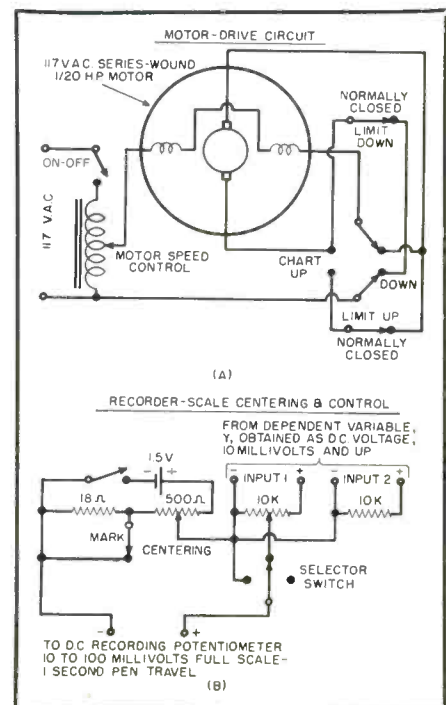 MOTOR-DRIVE CIRCUIT
117 V A.C. SERIES-WOUND
1/20 HP MOTOR
NORMALLY
CLOSED
LIMIT
DOWN
ON-OFF
117 V A.C.
MOTOR SPEED
CONTROL
CHART
UP
DOWN
LIMIT UP
NORMALLY
CLOSED
(A)
RECORDER-SCALE CENTERING & CONTROL
FROM DEPENDENT VARIABLE,
Y, OBTAINED AS D.C. VOLTAGE,
10 MILLIVOLTS AND UP
1.5V
- +
- INPUT 1 +
- INPUT 2 +
18Ω
500Ω
10K
10K
MARK
CENTERING
SELECTOR
SWITCH
- +
TO D.C. RECORDING POTENTIOMETER
10 TO 100 MILLIVOLTS FULL SCALE-
1 SECOND PEN TRAVEL
(B)